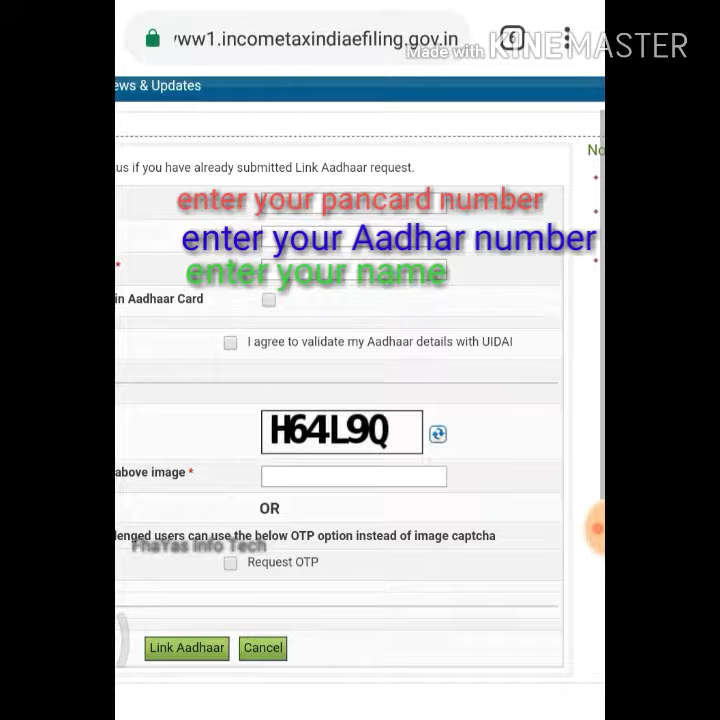 ww1.incometaxindiaefiling.gov.in
6
Made with KINEMASTER
ews & Updates
No
us if you have already submitted Link Aadhaar request.
enter your pancard number
enter your Aadhar number
* enter your name
in Aadhaar Card
I agree to validate my Aadhaar details with UIDAI
H64L9Q
above image *
OR
lenged users can use the below OTP option instead of image captcha
FhaYas Info Tech
Request OTP
Link Aadhaar Cancel